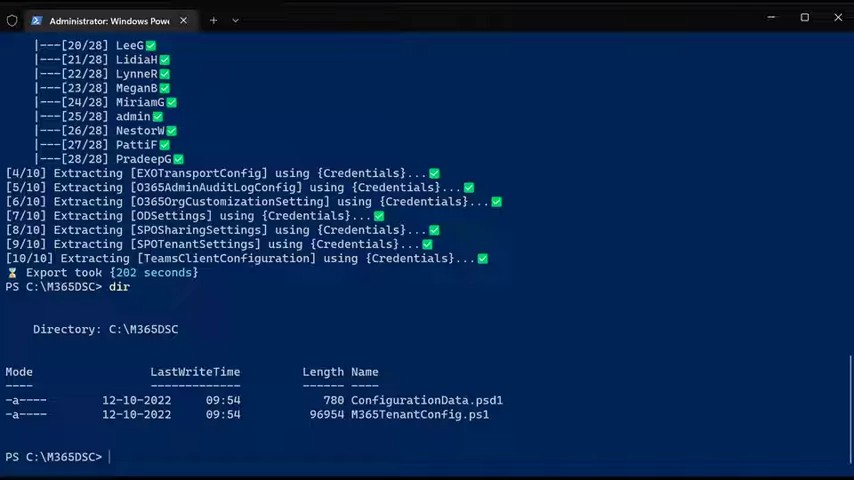 Administrator: Windows Powe
|---[20/28] LeeG✅
|---[21/28] LidiaH✅
|---[22/28] LynneR✅
|---[23/28] MeganB✅
|---[24/28] MiriamG✅
|---[25/28] admin✅
|---[26/28] NestorW✅
|---[27/28] PattiF✅
|---[28/28] PradeepG✅
[4/10] Extracting [EXOTransportConfig] using {Credentials}...✅
[5/10] Extracting [O365AdminAuditLogConfig] using {Credentials}...✅
[6/10] Extracting [O365OrgCustomizationSetting] using {Credentials}...✅
[7/10] Extracting [ODSettings] using {Credentials}...✅
[8/10] Extracting [SPOSharingSettings] using {Credentials}...✅
[9/10] Extracting [SPOTenantSettings] using {Credentials}...✅
[10/10] Extracting [TeamsClientConfiguration] using {Credentials}...✅
⌛ Export took {202 seconds}
PS C:\M365DSC> dir
Directory: C:\M365DSC
Mode LastWriteTime Length Name
---- ------------- ------ ----
-a---- 12-10-2022 09:54 780 ConfigurationData.psd1
-a---- 12-10-2022 09:54 96954 M365TenantConfig.ps1
PS C:\M365DSC>